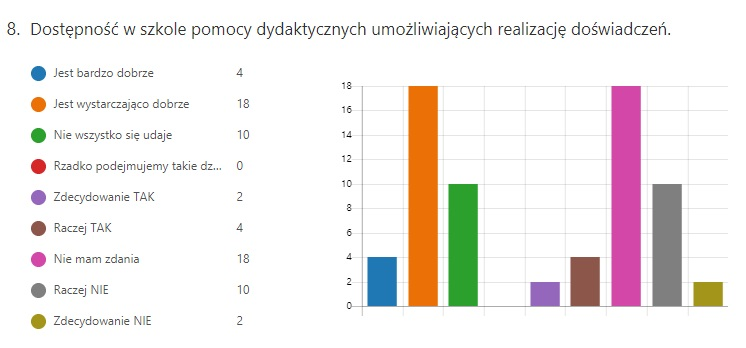 8. Dostępność w szkole pomocy dydaktycznych umożliwiających realizację doświadczeń.
Jest bardzo dobrze 4
Jest wystarczająco dobrze 18
Nie wszystko się udaje 10
Rzadko podejmujemy takie dz... 0
Zdecydowanie TAK 2
Raczej TAK 4
Nie mam zdania 18
Raczej NIE 10
Zdecydowanie NIE 2
18
16
14
12
10
8
6
4
2
0